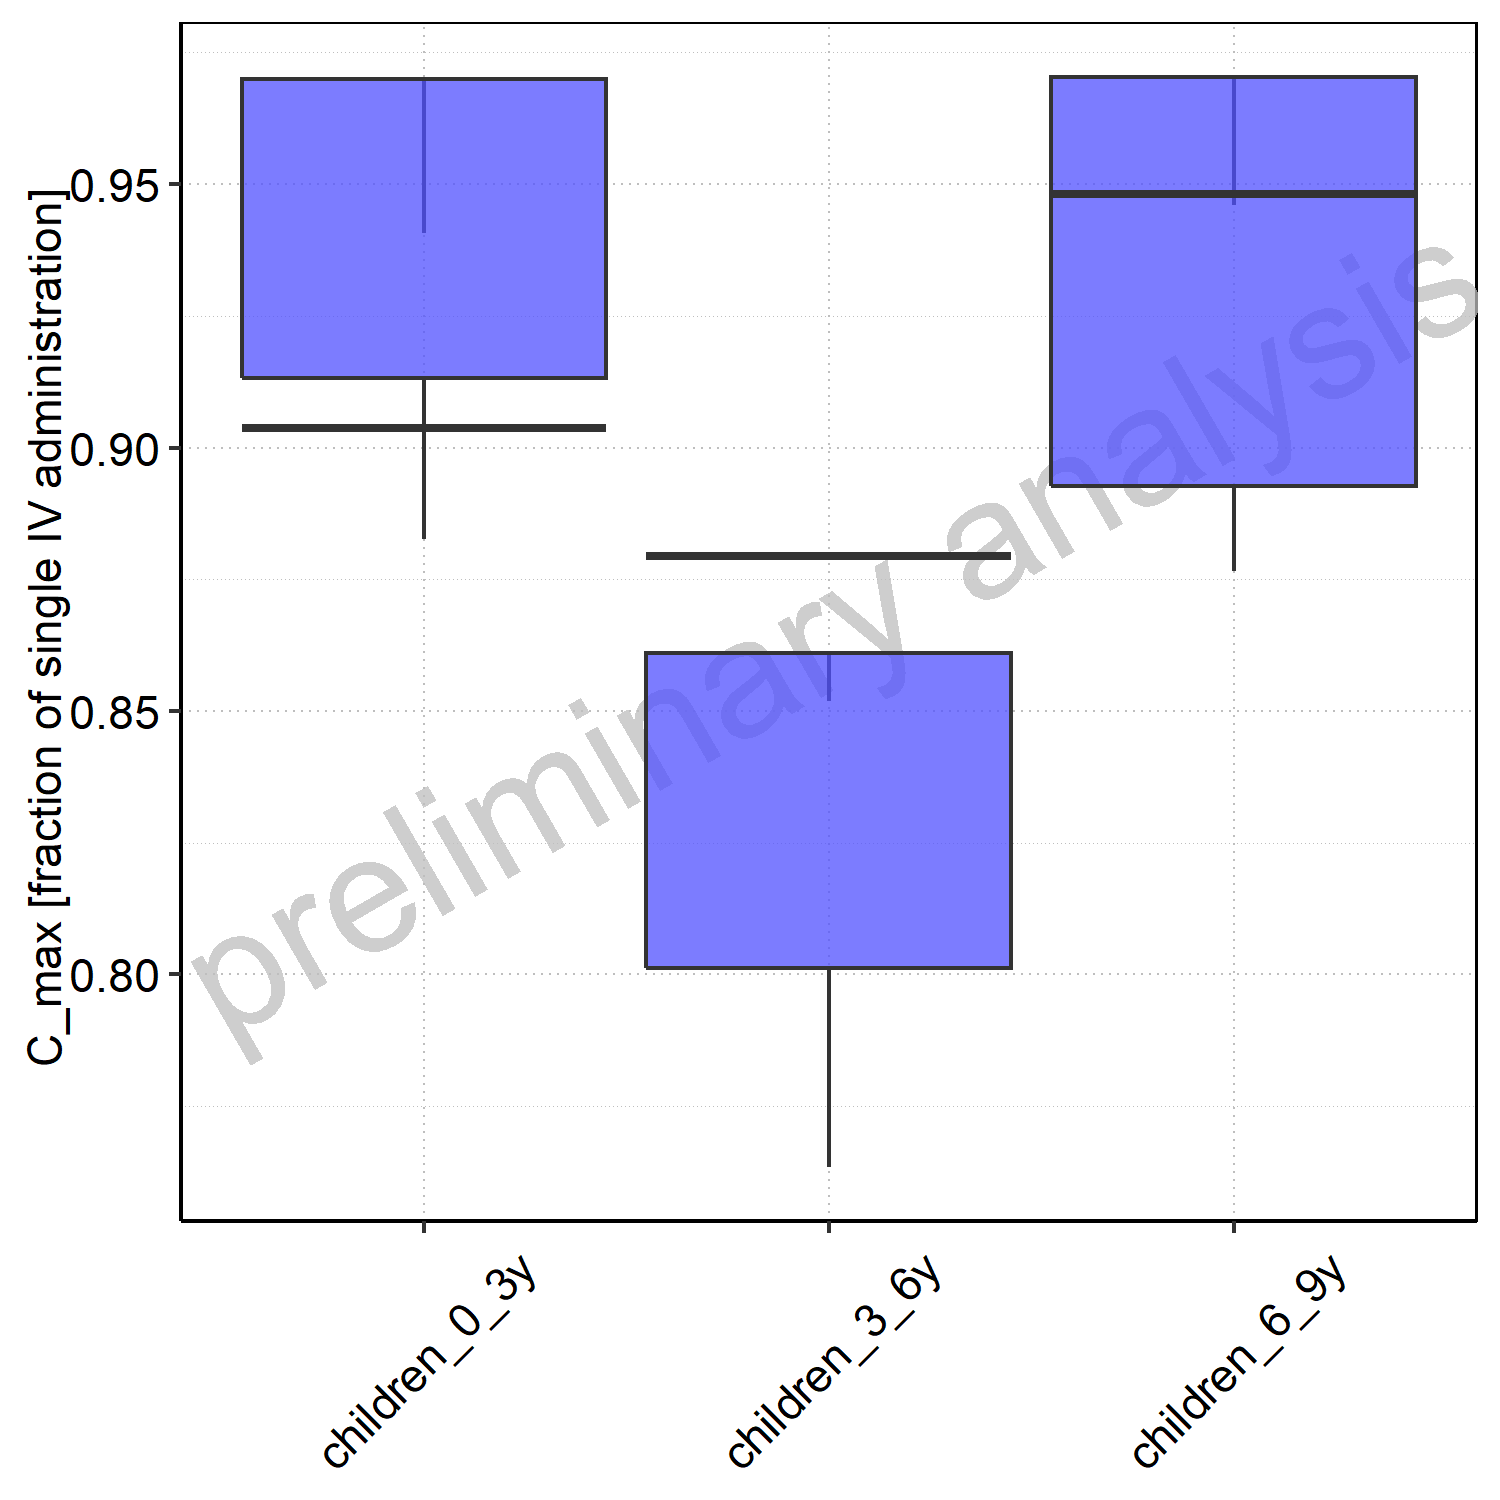 C_max [fraction of single IV administration]
0.95
0.90
0.85
0.80
preliminary analysis
children_0_3y
children_3_6y
children_6_9y